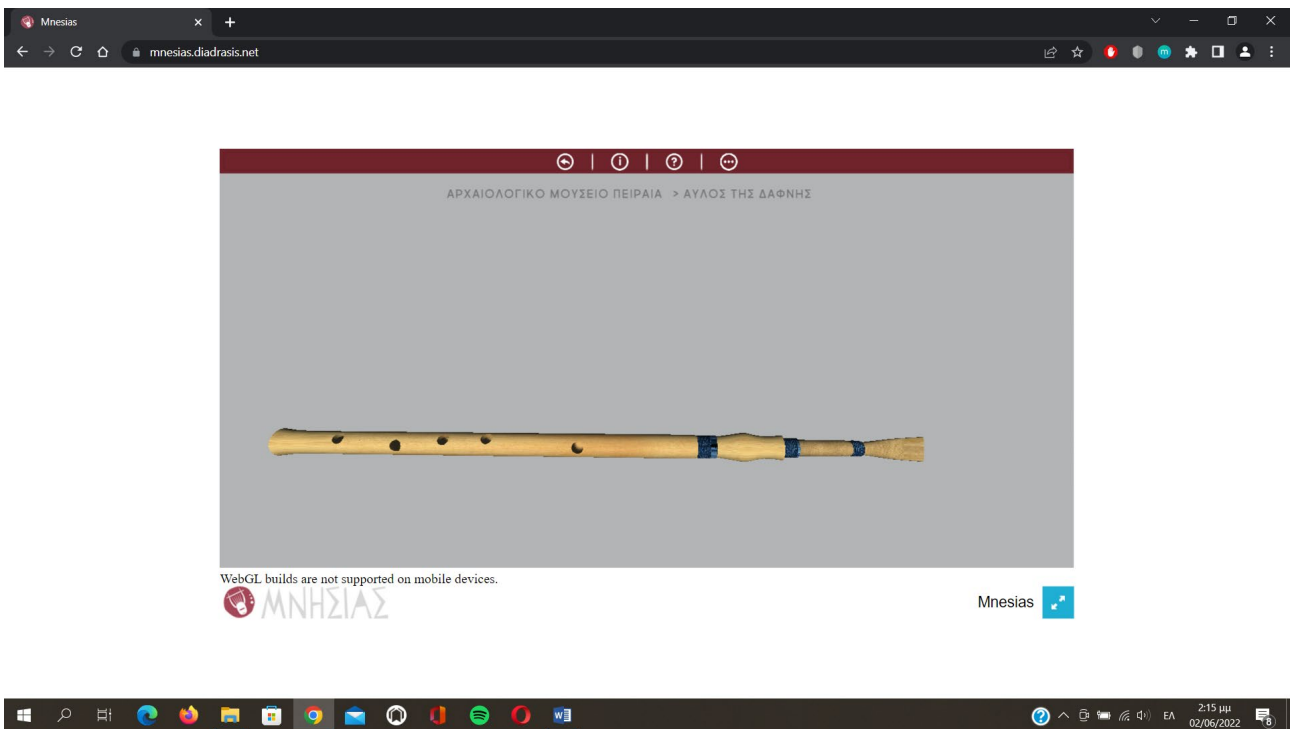 Mnesias
mnesias.diadrasis.net
ΑΡΧΑΙΟΛΟΓΙΚΟ ΜΟΥΣΕΙΟ ΠΕΙΡΑΙΑ > ΑΥΛΟΣ ΤΗΣ ΔΑΦΝΗΣ
WebGL builds are not supported on mobile devices.
ΜΝΗΣΙΑΣ
Mnesias
ΕΛ
2:15 μμ
02/06/2022
8